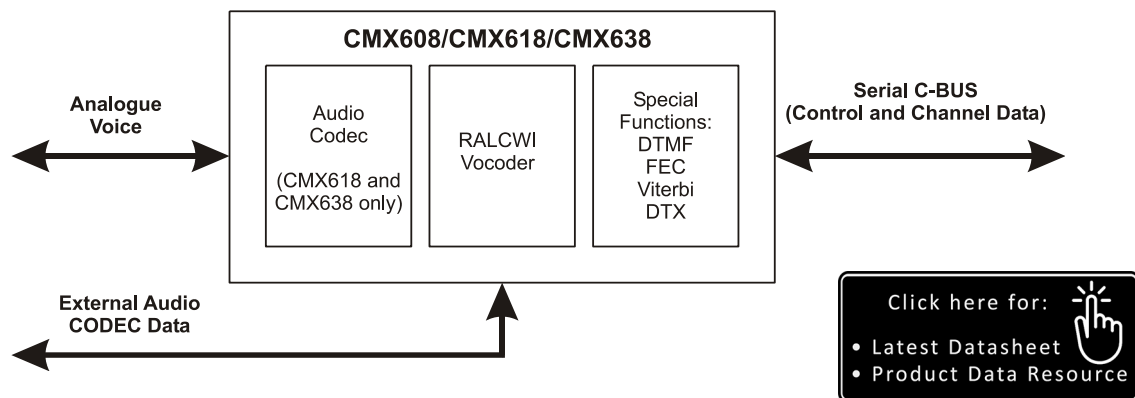 CMX608/CMX618/CMX638
Analogue
Voice
Audio
Codec
(CMX618 and
CMX638 only)
RALCWI
Vocoder
Special
Functions:
DTMF
FEC
Viterbi
DTX
Serial C-BUS
(Control and Channel Data)
External Audio
CODEC Data
Click here for:
• Latest Datasheet
• Product Data Resource